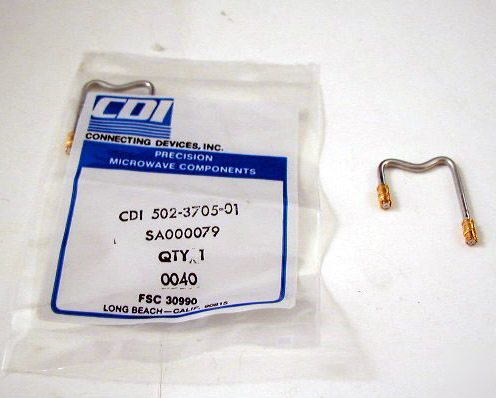 CDI
CONNECTING DEVICES, INC.
PRECISION
MICROWAVE COMPONENTS
CDI 502-3705-01
SA000079
QTY 1
0040
FSC 30990
LONG BEACH—CALIF. 90815